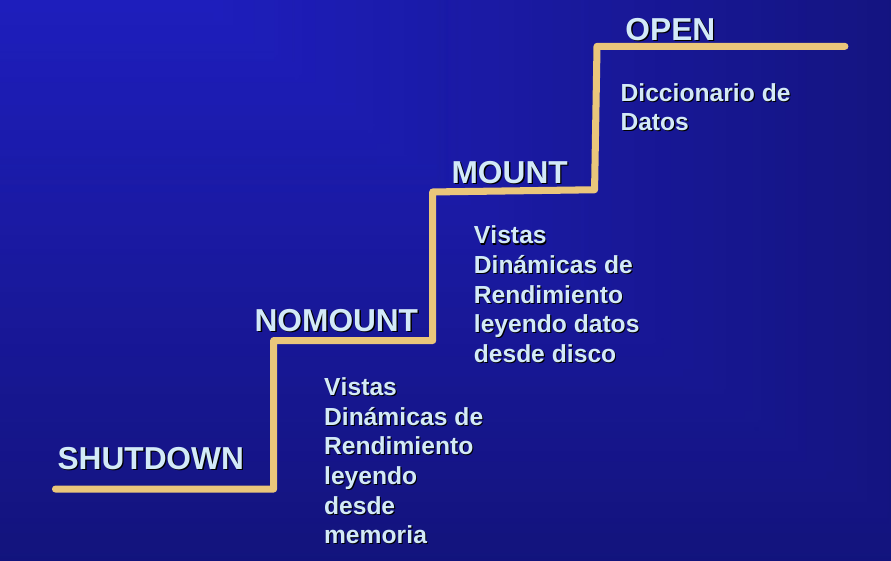 OPEN
Diccionario de
Datos
MOUNT
Vistas
Dinámicas de
Rendimiento
leyendo datos
desde disco
NOMOUNT
Vistas
Dinámicas de
Rendimiento
leyendo
desde
memoria
SHUTDOWN